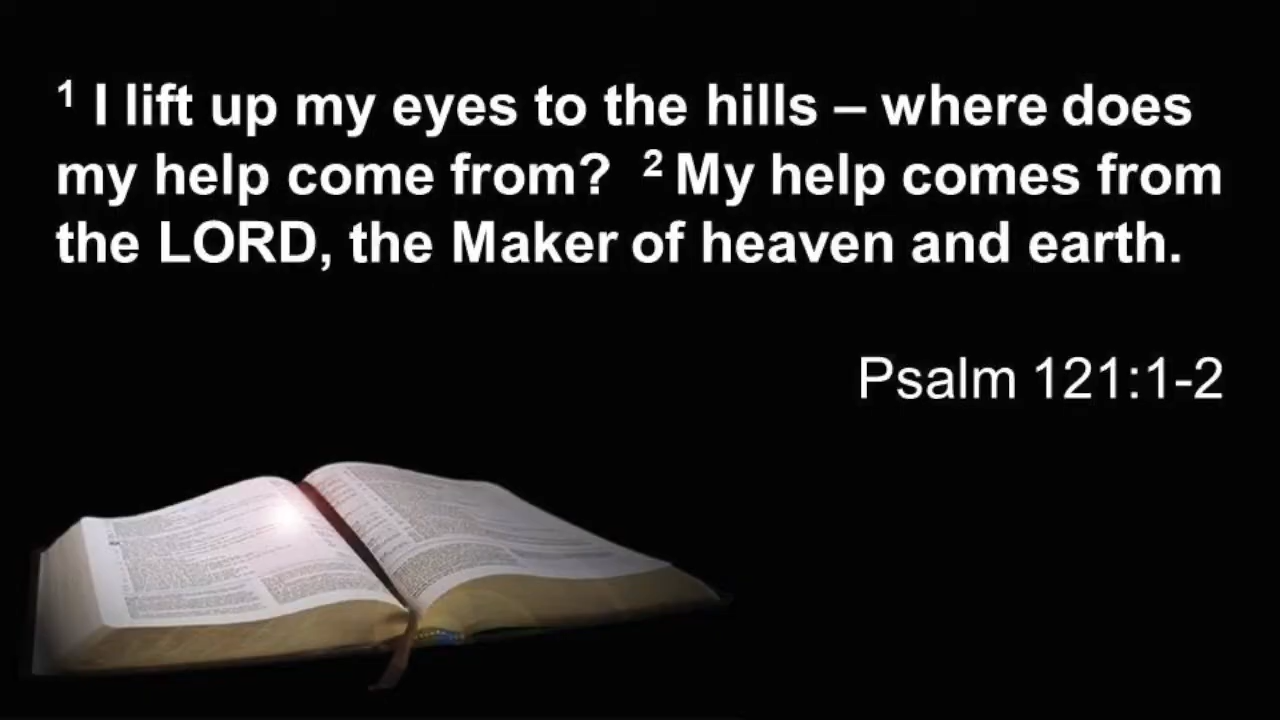 ¹ I lift up my eyes to the hills – where does
my help come from? ² My help comes from
the LORD, the Maker of heaven and earth.
Psalm 121:1-2